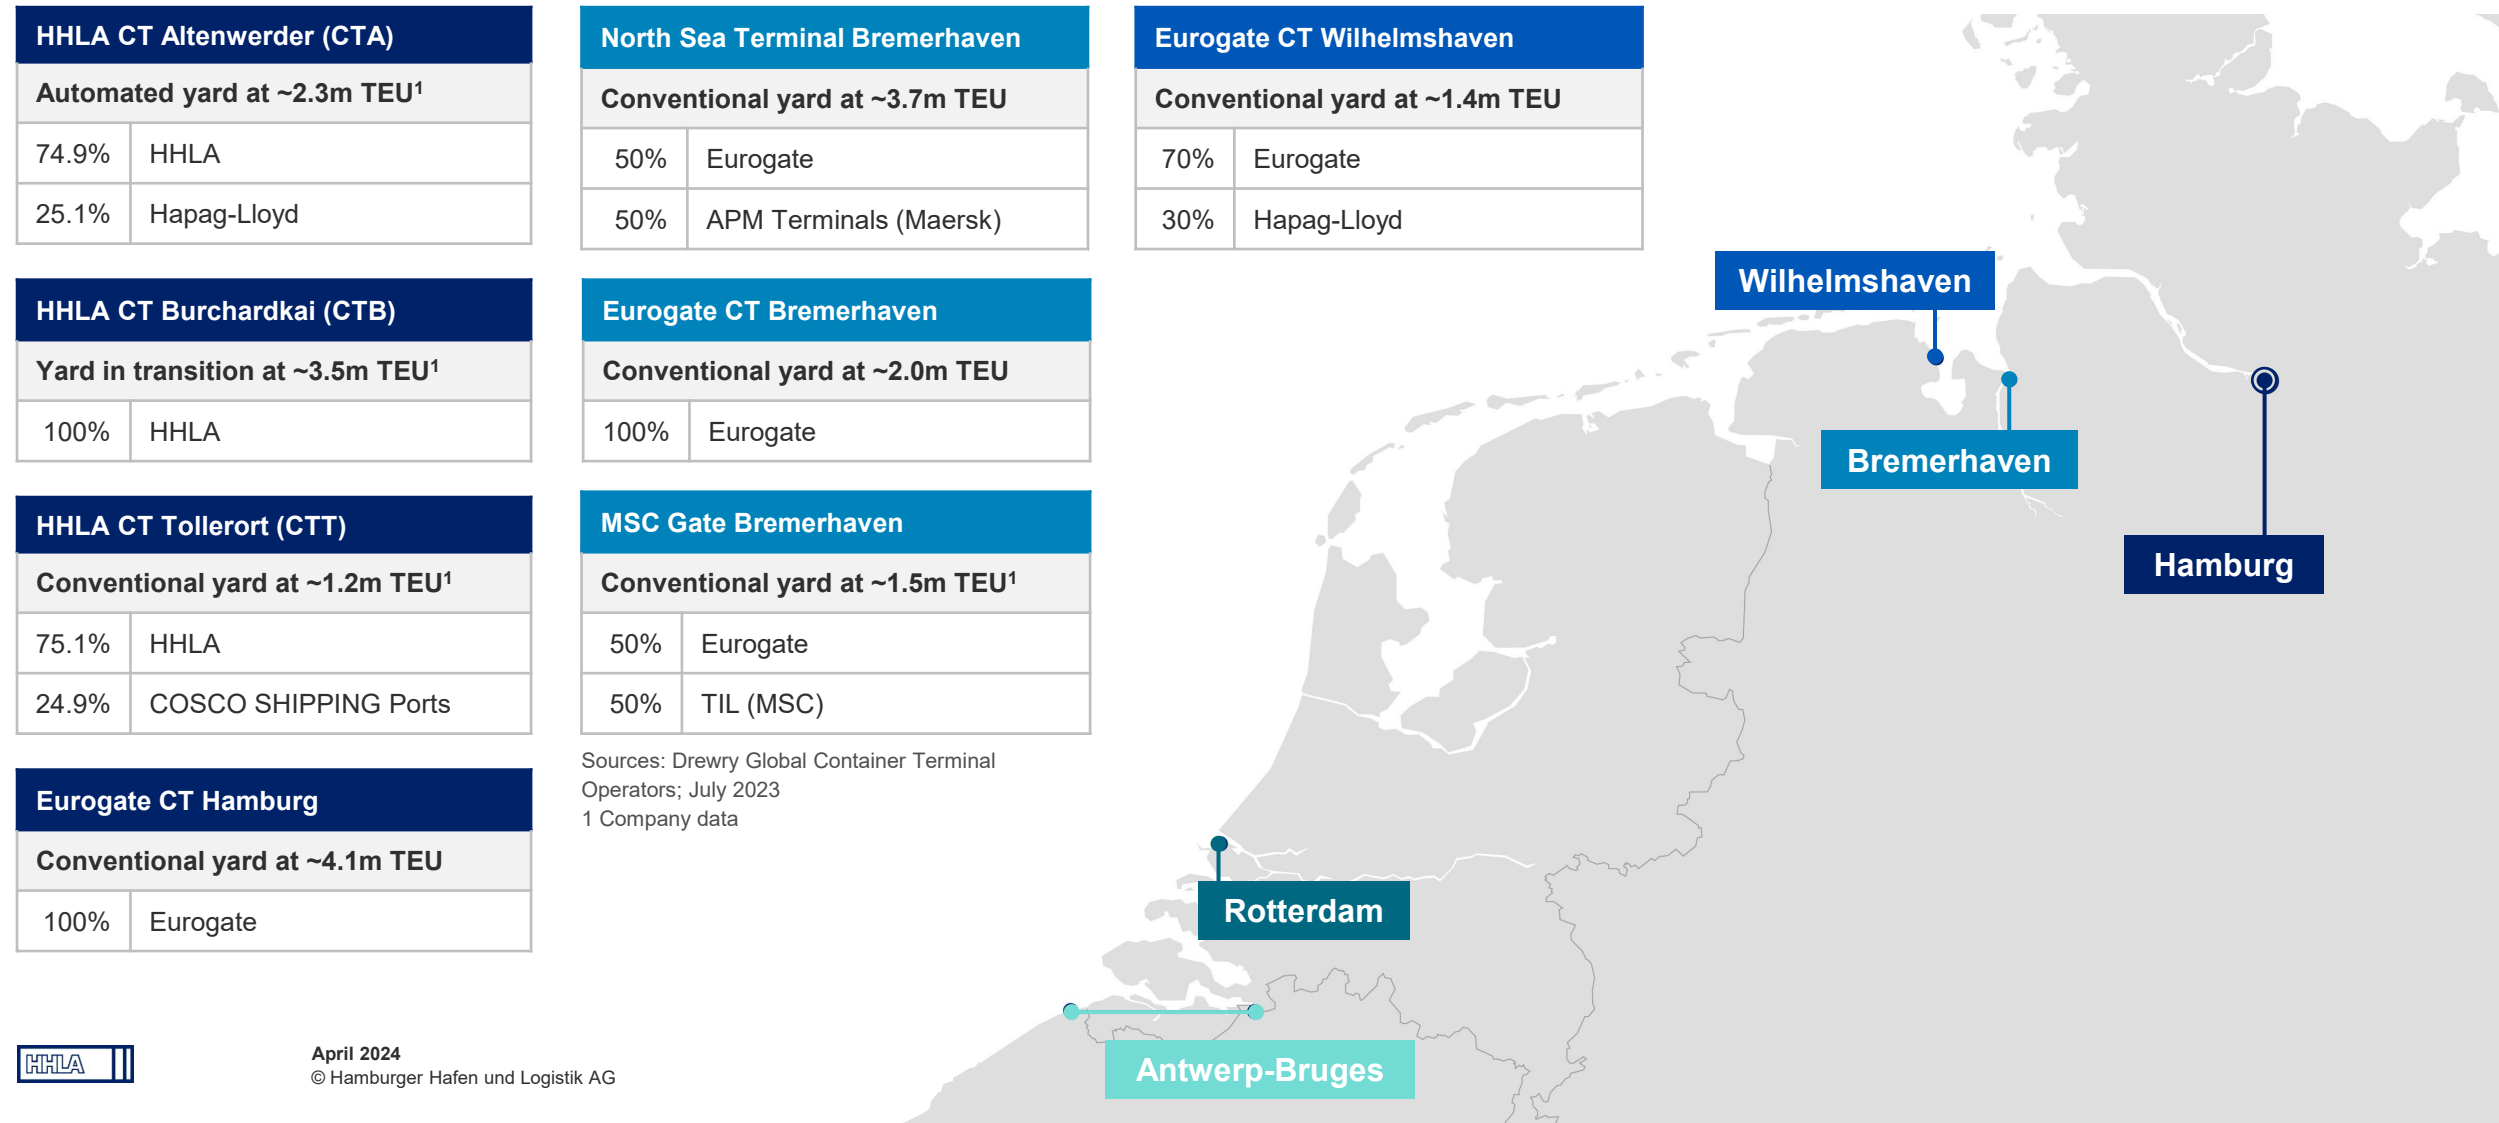 HHLA CT Altenwerder (CTA)
Automated yard at ~2.3m TEU¹
74.9% HHLA
25.1% Hapag-Lloyd
HHLA CT Burchardkai (CTB)
Yard in transition at ~3.5m TEU¹
100% HHLA
HHLA CT Tollerort (CTT)
Conventional yard at ~1.2m TEU¹
75.1% HHLA
24.9% COSCO SHIPPING Ports
Eurogate CT Hamburg
Conventional yard at ~4.1m TEU
100% Eurogate
North Sea Terminal Bremerhaven
Conventional yard at ~3.7m TEU
50% Eurogate
50% APM Terminals (Maersk)
Eurogate CT Bremerhaven
Conventional yard at ~2.0m TEU
100% Eurogate
MSC Gate Bremerhaven
Conventional yard at ~1.5m TEU¹
50% Eurogate
50% TIL (MSC)
Sources: Drewry Global Container Terminal
Operators; July 2023
1 Company data
Eurogate CT Wilhelmshaven
Conventional yard at ~1.4m TEU
70% Eurogate
30% Hapag-Lloyd
Wilhelmshaven
Bremerhaven
Hamburg
Rotterdam
Antwerp-Bruges
HHLA
April 2024
© Hamburger Hafen und Logistik AG